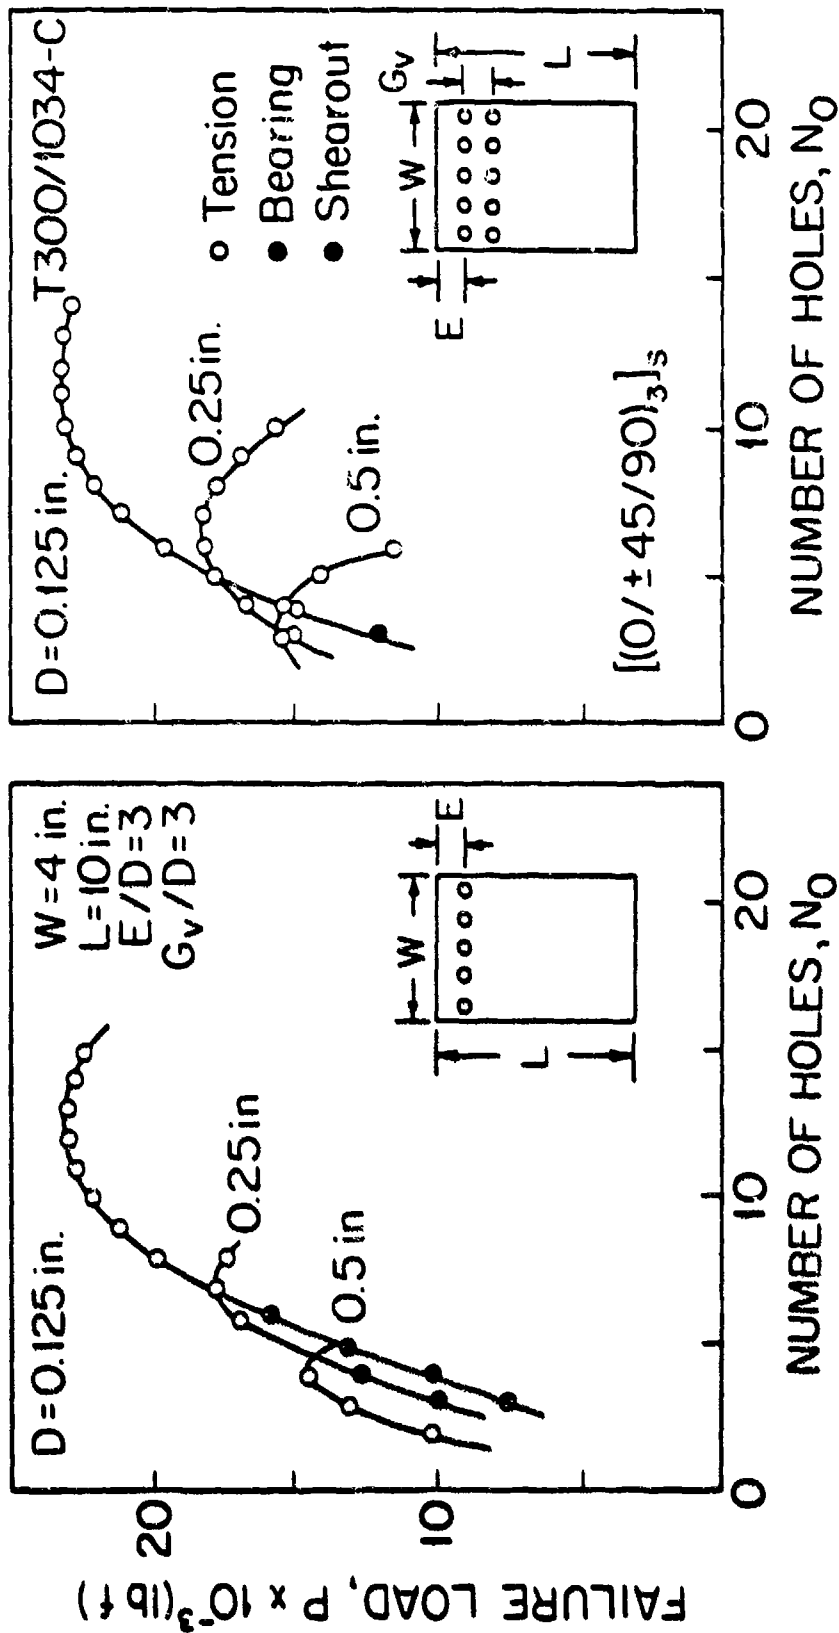 FAILURE LOAD, P x 10⁻³ (lbf)
20
10
D=0.125 in.
W=4 in.
L=10 in.
E/D=3
Gᵥ/D=3
0.25 in
0.5 in
W
E
L
0
10
20
NUMBER OF HOLES, N₀
D=0.125 in.
T300/1034-C
Tension
Bearing
Shearout
0.25 in.
0.5 in.
E
W
Gᵥ
L
[(0/±45/90)₃]ₛ
0
10
20
NUMBER OF HOLES, N₀